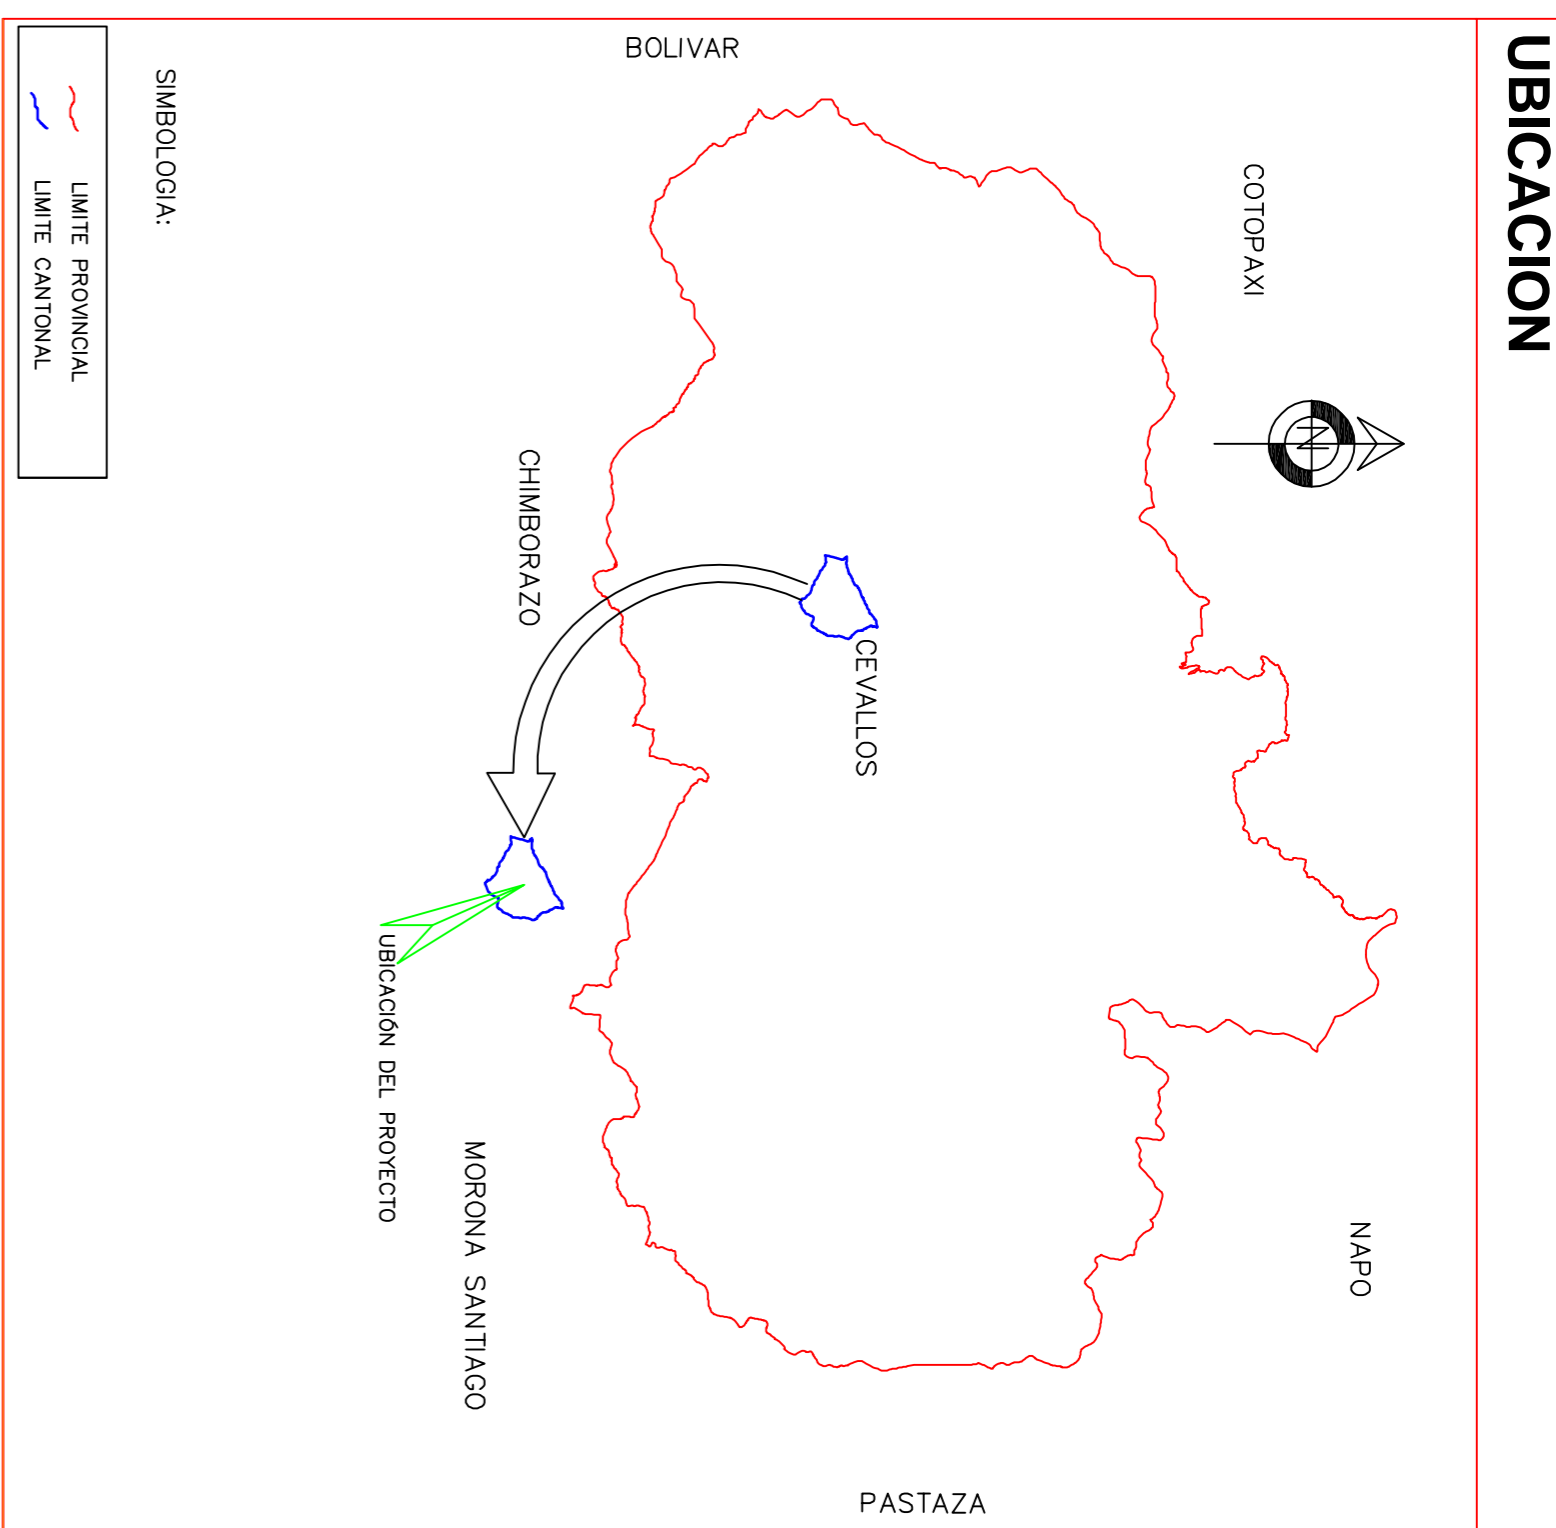 UBICACION
COTOPAXI
N
NAPO
BOLIVAR
CEVALLOS
PASTAZA
CHIMBORAZO
MORONA SANTIAGO
UBICACIÓN DEL PROYECTO
SIMBOLOGIA:
LIMITE PROVINCIAL
LIMITE CANTONAL